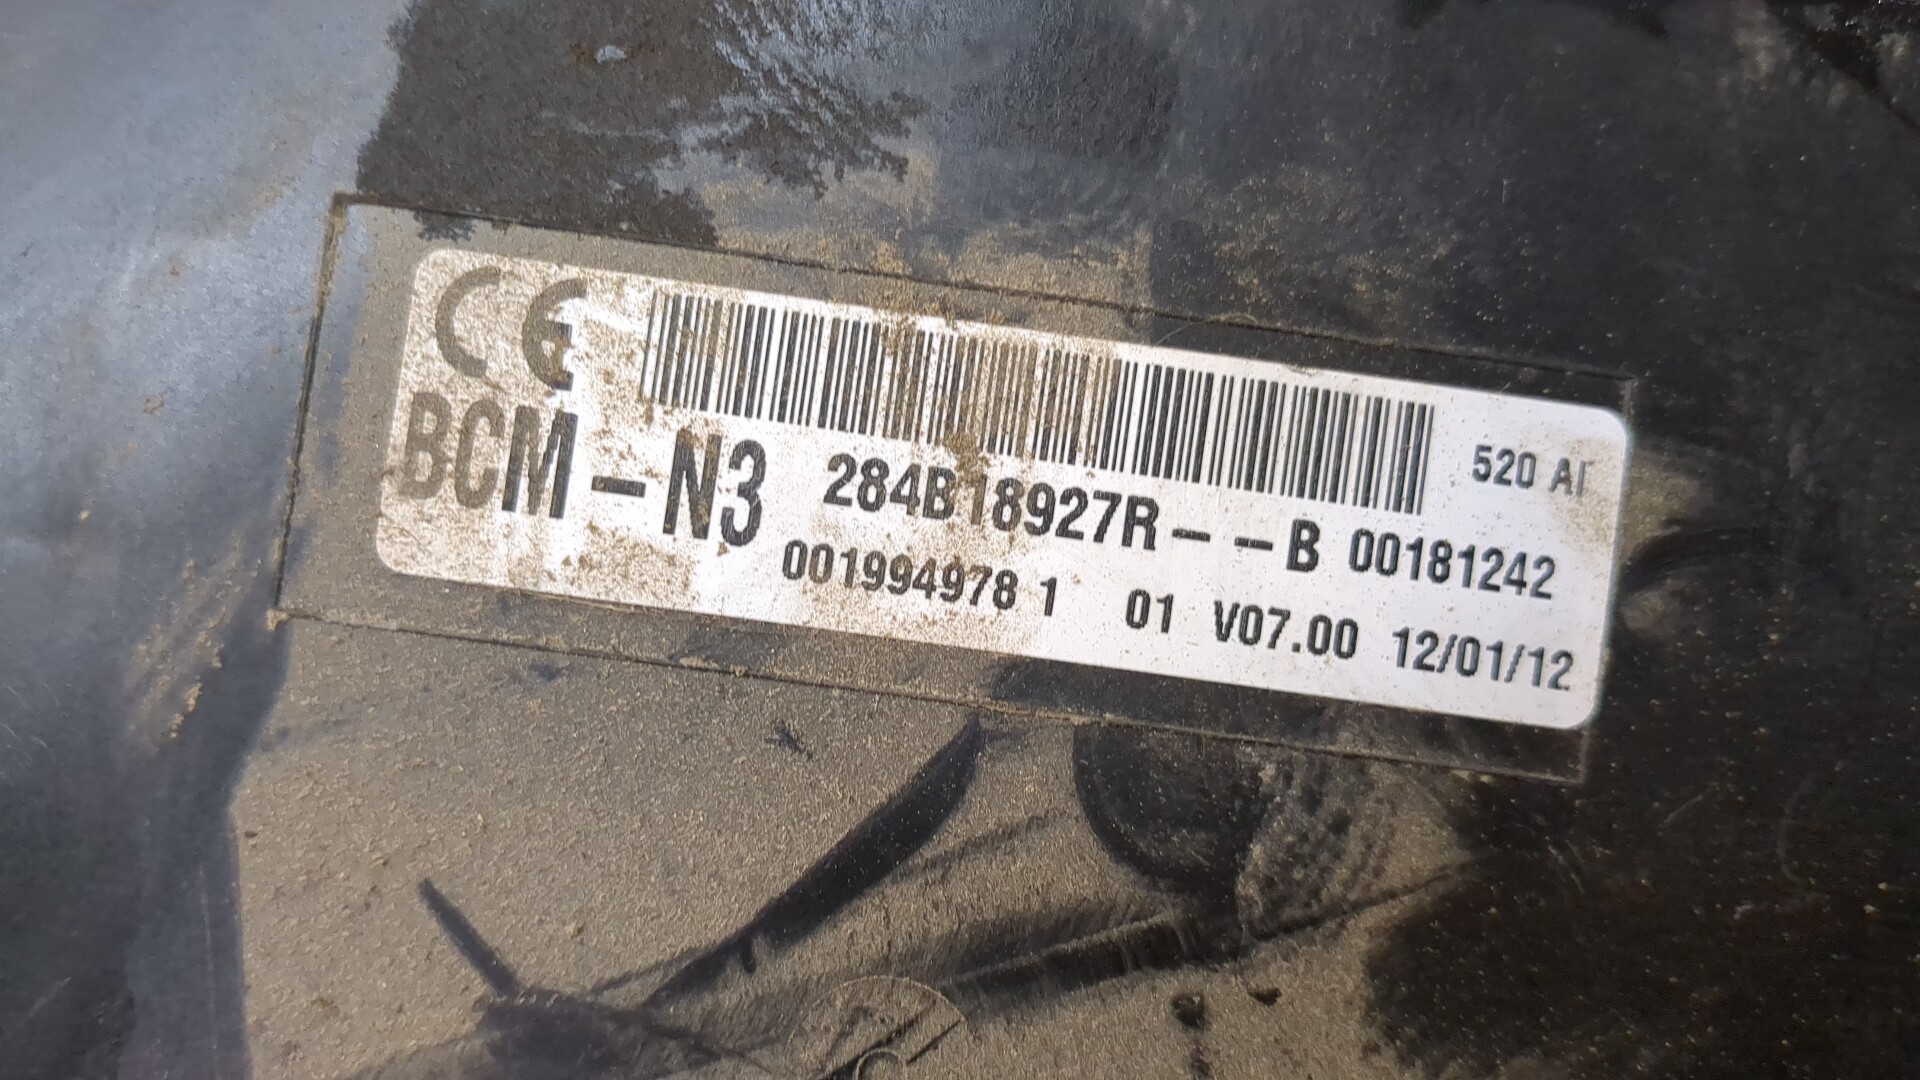 CE 520 AI
BCM-N3 284B18927R--B 00181242
001994978 1 01 V07.00 12/01/12